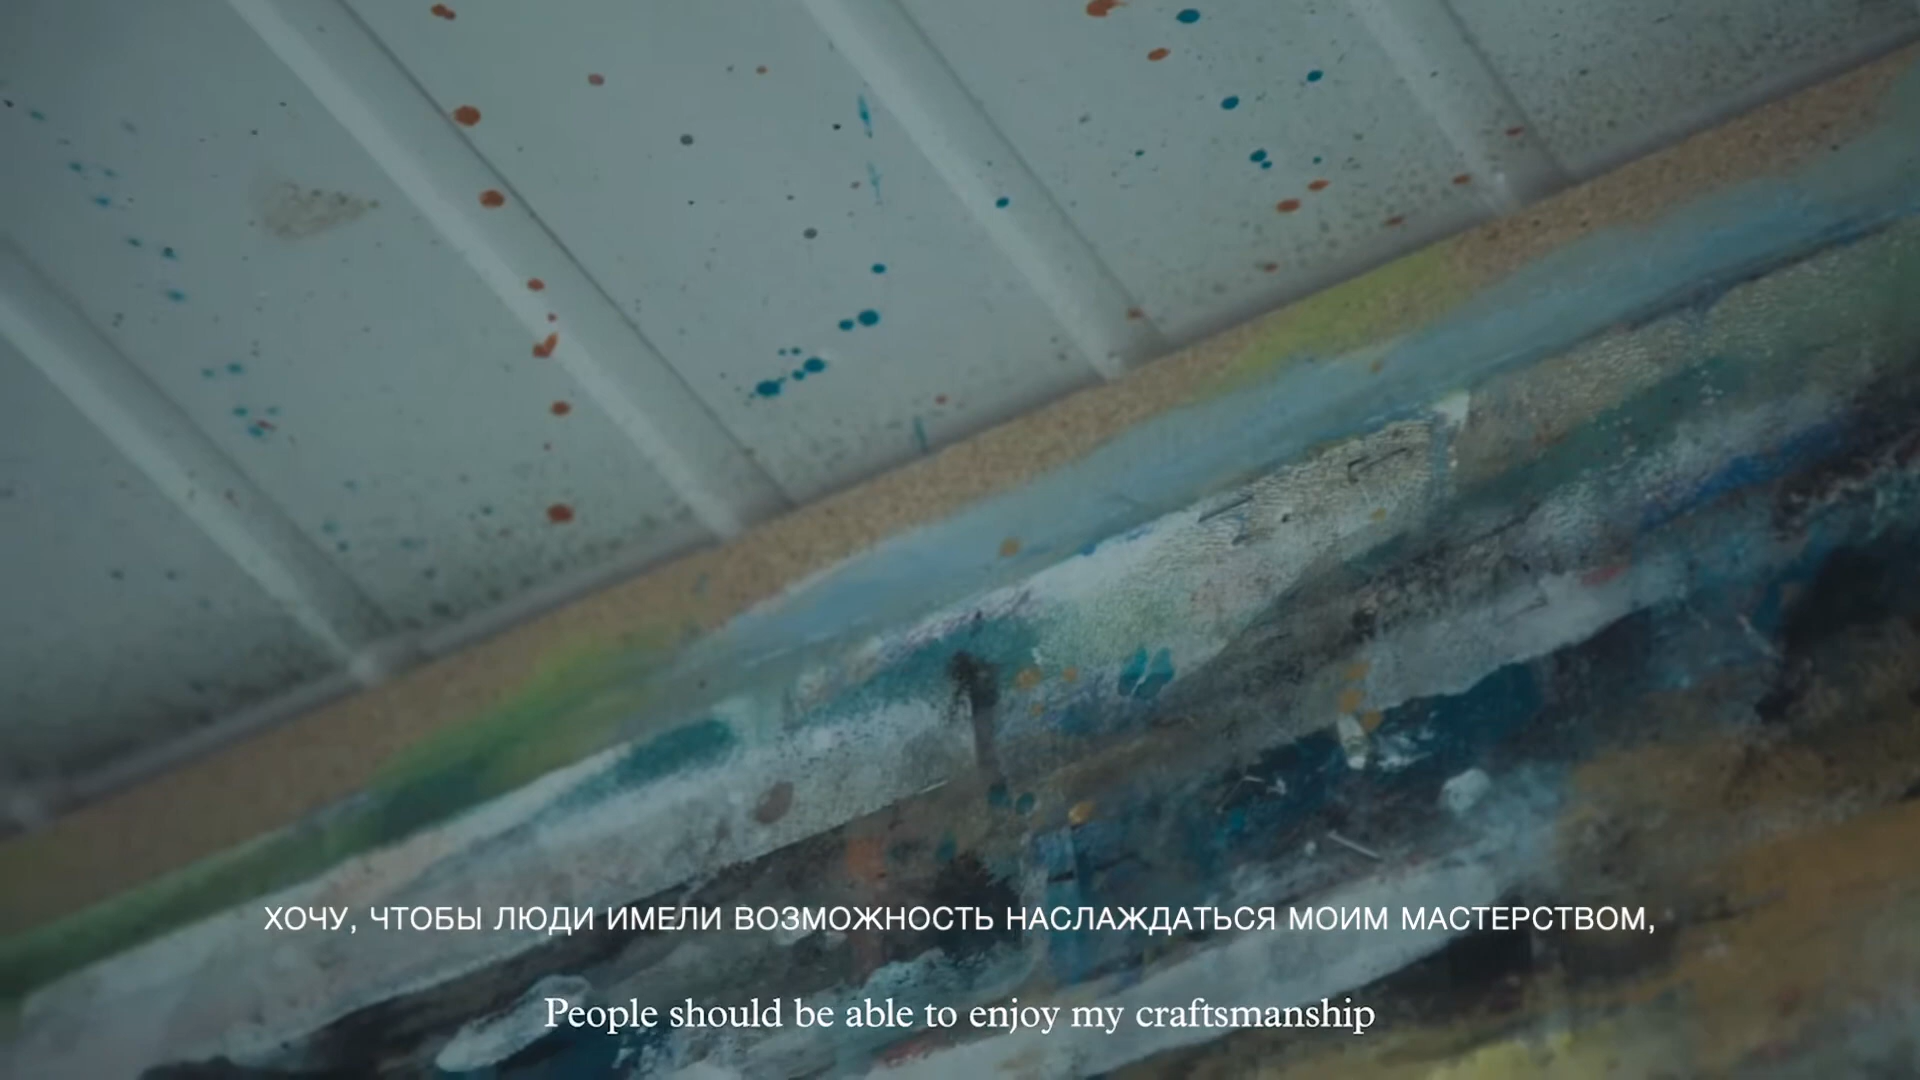 ХОЧУ, ЧТОБЫ ЛЮДИ ИМЕЛИ ВОЗМОЖНОСТЬ НАСЛАЖДАТЬСЯ МОИМ МАСТЕРСТВОМ,
People should be able to enjoy my craftsmanship